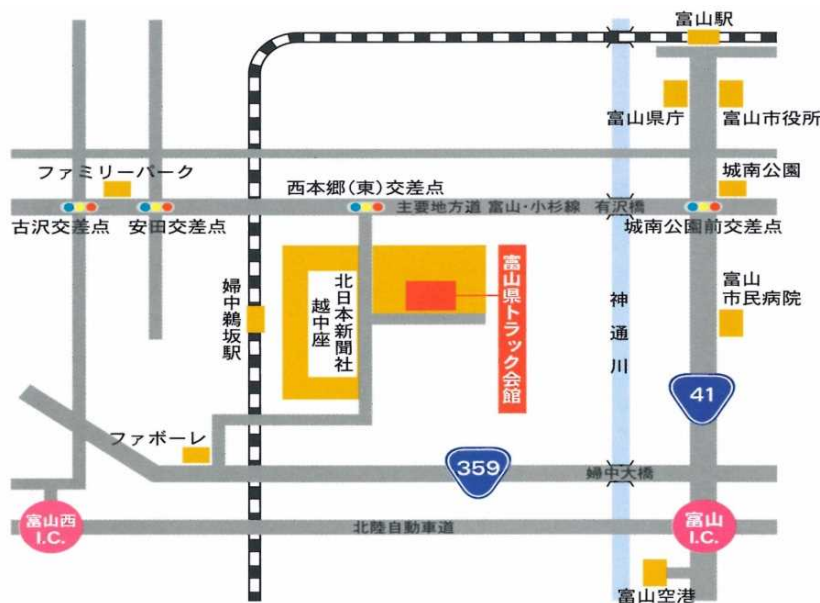 富山駅
富山県庁
富山市役所
ファミリーパーク
城南公園
西本郷(東)交差点
主要地方道 富山・小杉線
有沢橋
古沢交差点
安田交差点
城南公園前交差点
富山
市民病院
富山県トラック会館
北日本新聞社
越中座
婦中鵜坂駅
神通川
41
ファボーレ
359
婦中大橋
富山西
I.C.
北陸自動車道
富山
I.C.
富山空港